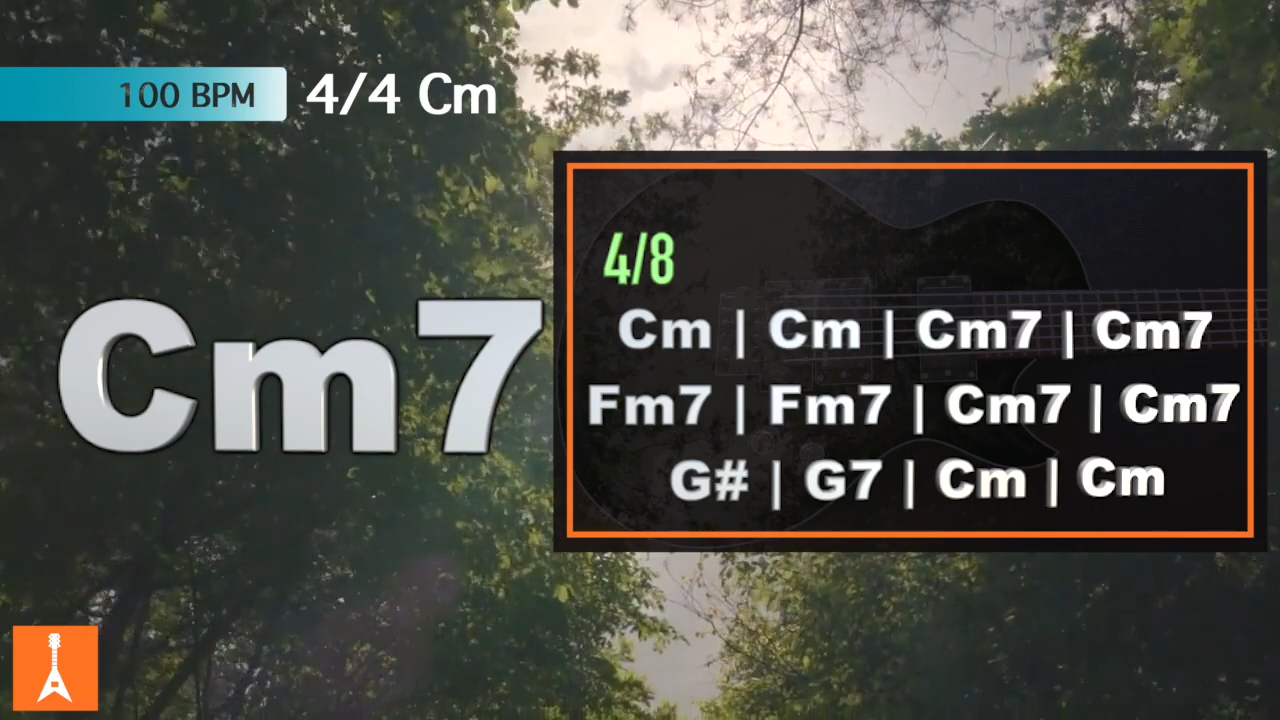 100 BPM
4/4 Cm
Cm7
4/8
Cm | Cm | Cm7 | Cm7
Fm7 | Fm7 | Cm7 | Cm7
G# | G7 | Cm | Cm